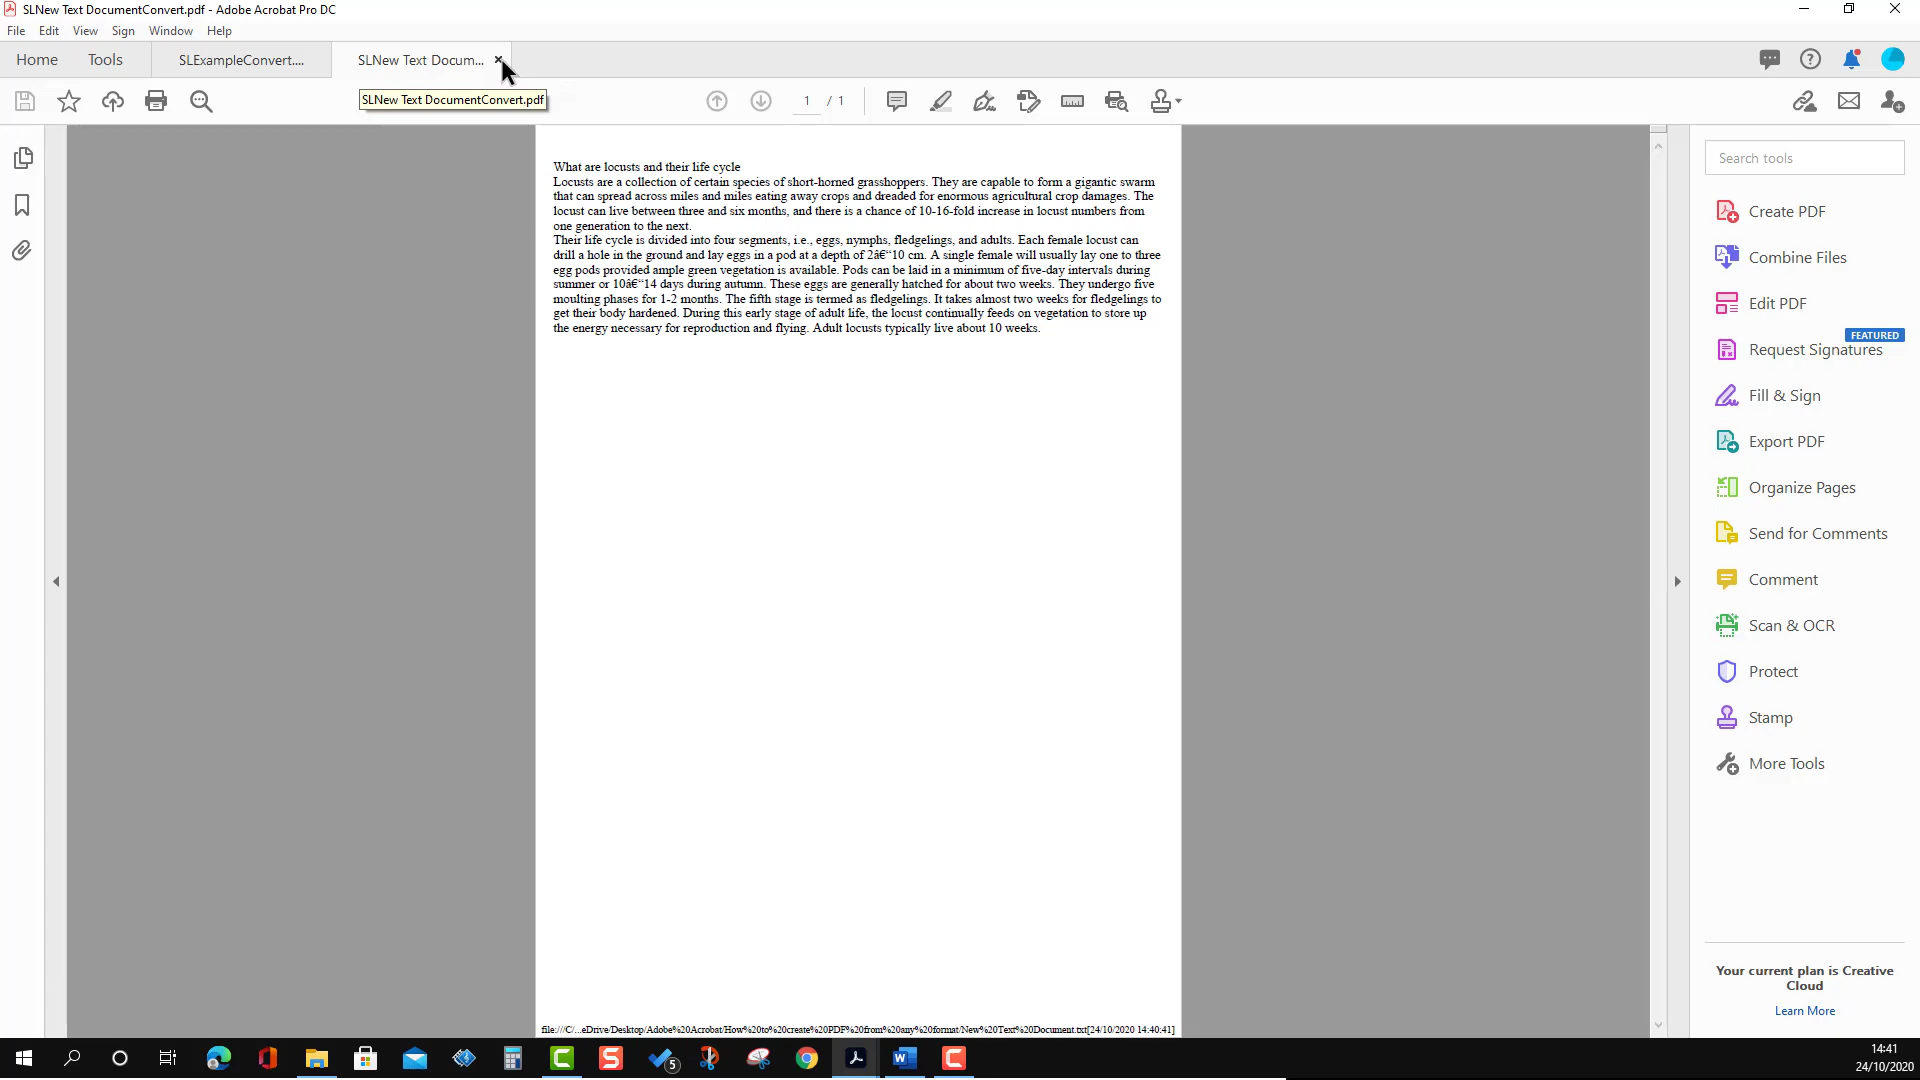 SLNew Text DocumentConvert.pdf - Adobe Acrobat Pro DC
File Edit View Sign Window Help
Home Tools SLExampleConvert.... SLNew Text Docum...
SLNew Text DocumentConvert.pdf
1 / 1
What are locusts and their life cycle
Locusts are a collection of certain species of short-horned grasshoppers. They are capable to form a gigantic swarm
that can spread across miles and miles eating away crops and dreaded for enormous agricultural crop damages. The
locust can live between three and six months, and there is a chance of 10-16-fold increase in locust numbers from
one generation to the next.
Their life cycle is divided into four segments, i.e., eggs, nymphs, fledgelings, and adults. Each female locust can
drill a hole in the ground and lay eggs in a pod at a depth of 2â€“10 cm. A single female will usually lay one to three
egg pods provided ample green vegetation is available. Pods can be laid in a minimum of five-day intervals during
summer or 10â€“14 days during autumn. These eggs are generally hatched for about two weeks. They undergo five
moulting phases for 1-2 months. The fifth stage is termed as fledgelings. It takes almost two weeks for fledgelings to
get their body hardened. During this early stage of adult life, the locust continually feeds on vegetation to store up
the energy necessary for reproduction and flying. Adult locusts typically live about 10 weeks.
file:///C/...eDrive/Desktop/Adobe%20Acrobat/How%20to%20create%20PDF%20from%20any%20format/New%20Text%20Document.txt[24/10/2020 14:40:41]
Search tools
Create PDF
Combine Files
Edit PDF
FEATURED
Request Signatures
Fill & Sign
Export PDF
Organize Pages
Send for Comments
Comment
Scan & OCR
Protect
Stamp
More Tools
Your current plan is Creative
Cloud
Learn More
5
14:41
24/10/2020